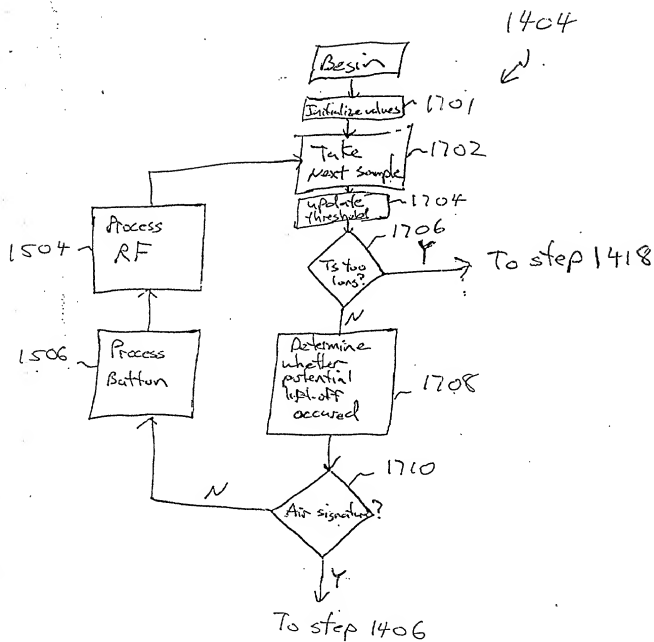 1404
Begin
Initialize values
1701
Take
Next Sample
1702
update
threshold
1704
1706
Is too
long?
Y
To step 1418
N
Determine
whether
potential
lift-off
occured
1708
1710
Air signature?
N
Y
To step 1406
Process
RF
1504
Process
Button
1506